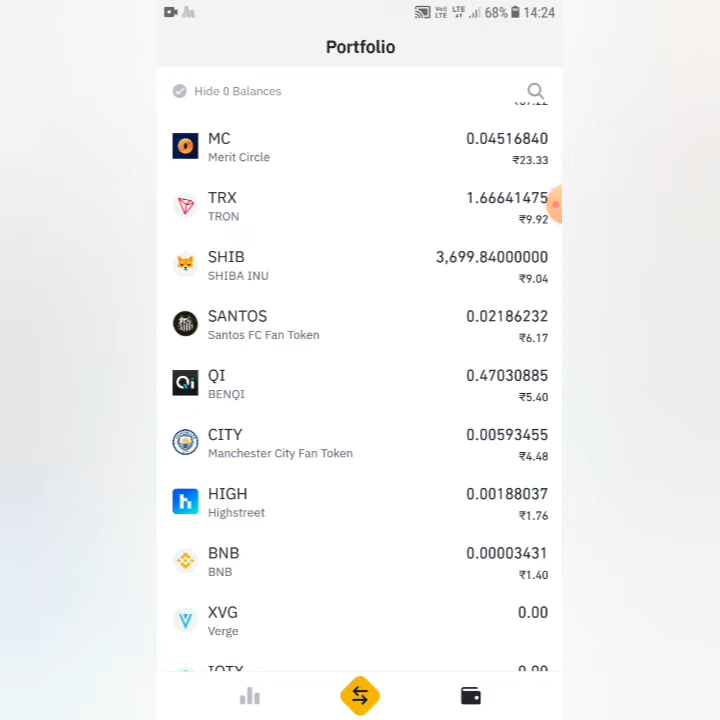 Vo) LTE LTE 68% 14:24
Portfolio
Hide 0 Balances
MC 0.04516840
Merit Circle ₹23.33
TRX 1.66641475
TRON ₹9.92
SHIB 3,699.84000000
SHIBA INU ₹9.04
SANTOS 0.02186232
Santos FC Fan Token ₹6.17
QI 0.47030885
BENQI ₹5.40
CITY 0.00593455
Manchester City Fan Token ₹4.48
HIGH 0.00188037
Highstreet ₹1.76
BNB 0.00003431
BNB ₹1.40
XVG 0.00
Verge